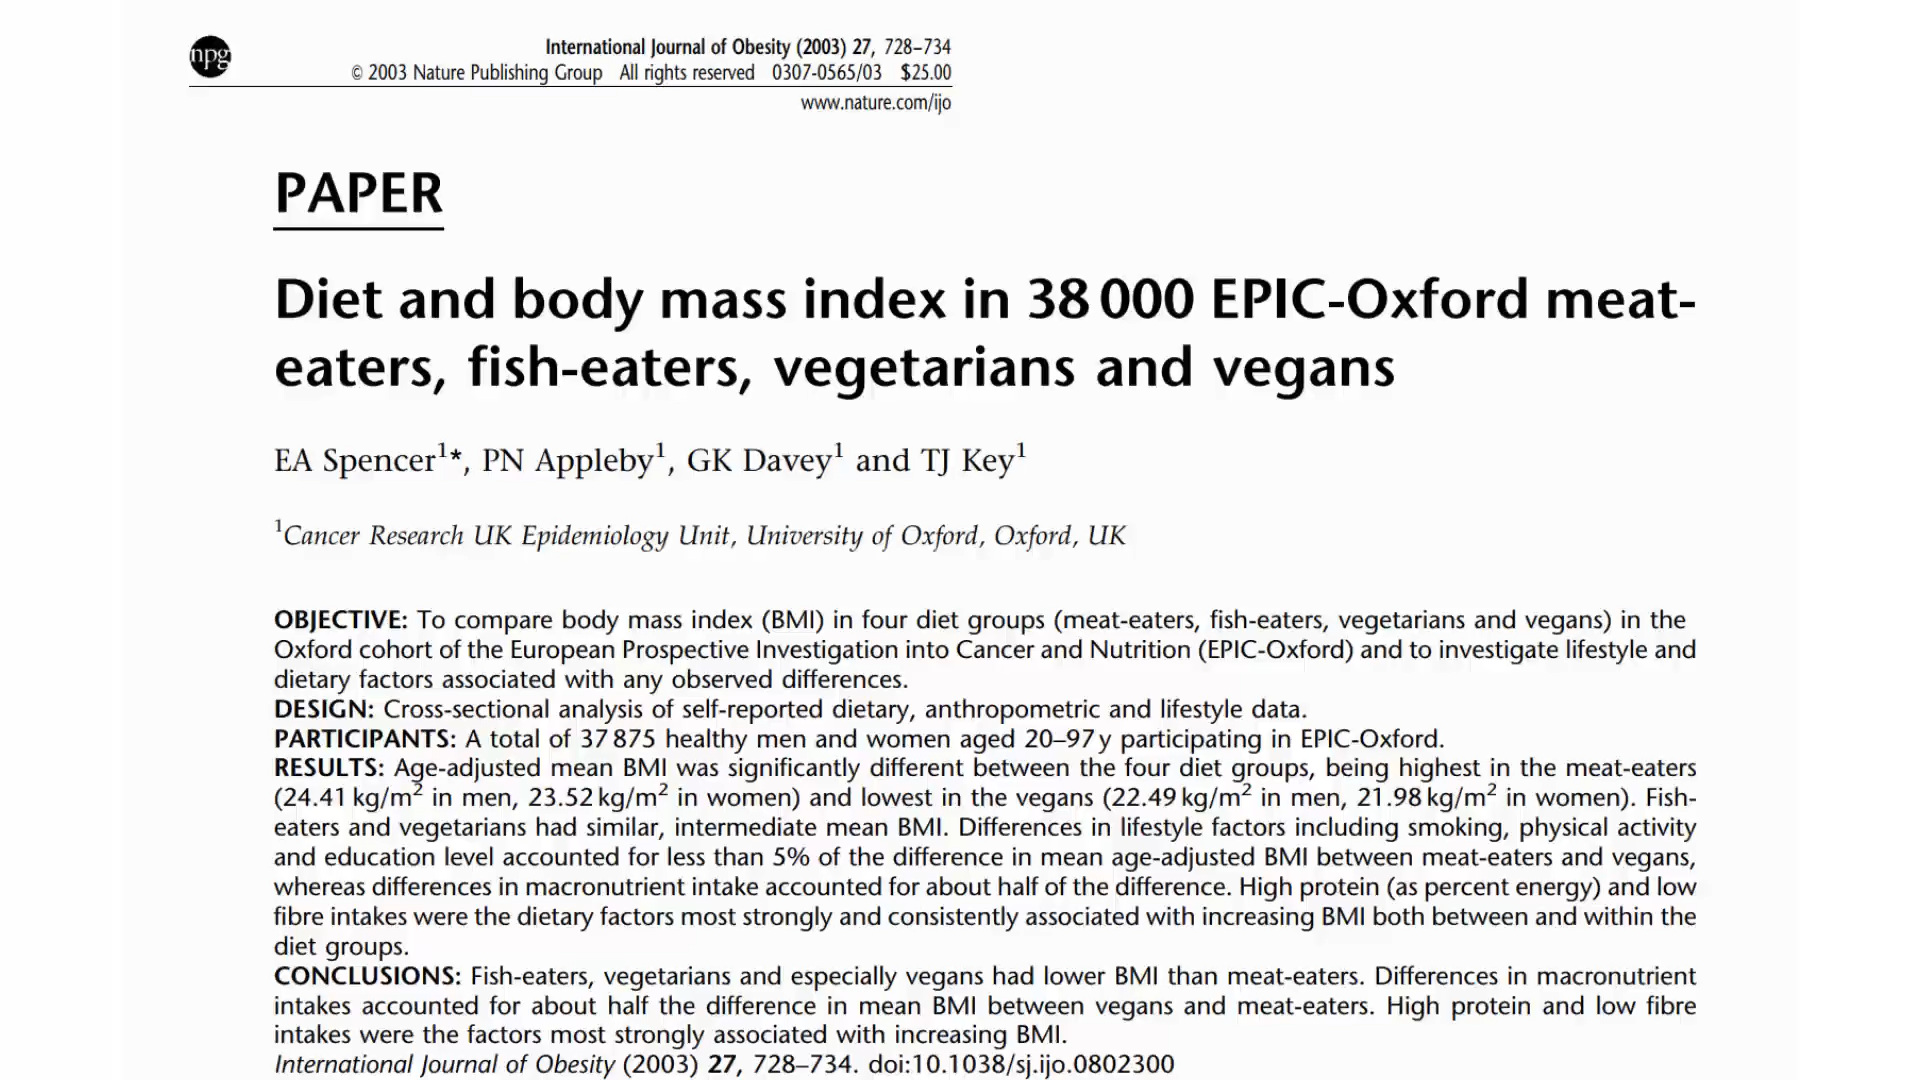 npg
International Journal of Obesity (2003) 27, 728–734
© 2003 Nature Publishing Group All rights reserved 0307-0565/03 $25.00
www.nature.com/ijo
PAPER
Diet and body mass index in 38 000 EPIC-Oxford meat-
eaters, fish-eaters, vegetarians and vegans
EA Spencer¹*, PN Appleby¹, GK Davey¹ and TJ Key¹
¹Cancer Research UK Epidemiology Unit, University of Oxford, Oxford, UK
OBJECTIVE: To compare body mass index (BMI) in four diet groups (meat-eaters, fish-eaters, vegetarians and vegans) in the
Oxford cohort of the European Prospective Investigation into Cancer and Nutrition (EPIC-Oxford) and to investigate lifestyle and
dietary factors associated with any observed differences.
DESIGN: Cross-sectional analysis of self-reported dietary, anthropometric and lifestyle data.
PARTICIPANTS: A total of 37 875 healthy men and women aged 20–97 y participating in EPIC-Oxford.
RESULTS: Age-adjusted mean BMI was significantly different between the four diet groups, being highest in the meat-eaters
(24.41 kg/m² in men, 23.52 kg/m² in women) and lowest in the vegans (22.49 kg/m² in men, 21.98 kg/m² in women). Fish-
eaters and vegetarians had similar, intermediate mean BMI. Differences in lifestyle factors including smoking, physical activity
and education level accounted for less than 5% of the difference in mean age-adjusted BMI between meat-eaters and vegans,
whereas differences in macronutrient intake accounted for about half of the difference. High protein (as percent energy) and low
fibre intakes were the dietary factors most strongly and consistently associated with increasing BMI both between and within the
diet groups.
CONCLUSIONS: Fish-eaters, vegetarians and especially vegans had lower BMI than meat-eaters. Differences in macronutrient
intakes accounted for about half the difference in mean BMI between vegans and meat-eaters. High protein and low fibre
intakes were the factors most strongly associated with increasing BMI.
International Journal of Obesity (2003) 27, 728–734. doi:10.1038/sj.ijo.0802300